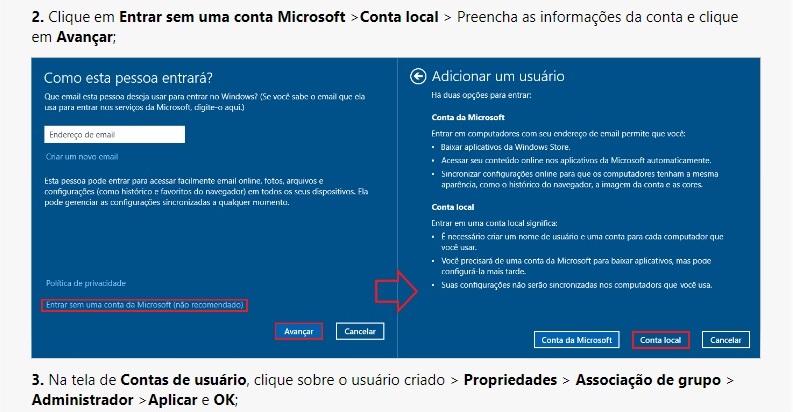 2. Clique em Entrar sem uma conta Microsoft >Conta local > Preencha as informações da conta e clique
em Avançar;
Como esta pessoa entrará?
Que email esta pessoa deseja usar para entrar no Windows? (Se você sabe o email que ela
usa para entrar nos serviços da Microsoft, digite-o aqui.)
Endereço de email
Criar um novo email
Esta pessoa pode entrar para acessar facilmente email online, fotos, arquivos e
configurações (como histórico e favoritos do navegador) em todos os seus dispositivos. Ela
pode gerenciar as configurações sincronizadas a qualquer momento.
Política de privacidade
Entrar sem uma conta da Microsoft (não recomendado)
Avançar
Cancelar
Adicionar um usuário
Há duas opções para entrar:
Conta da Microsoft
Entrar em computadores com seu endereço de email permite que você:
• Baixar aplicativos da Windows Store.
• Acessar seu conteúdo online nos aplicativos da Microsoft automaticamente.
• Sincronizar configurações online para que os computadores tenham a mesma
aparência, como o histórico do navegador, a imagem da conta e as cores.
Conta local
Entrar em uma conta local significa:
• É necessário criar um nome de usuário e uma conta para cada computador que
você usar.
• Você precisará de uma conta da Microsoft para baixar aplicativos, mas pode
configurá-la mais tarde.
• Suas configurações não serão sincronizadas nos computadores que você usa.
Conta da Microsoft
Conta local
Cancelar
3. Na tela de Contas de usuário, clique sobre o usuário criado > Propriedades > Associação de grupo >
Administrador >Aplicar e OK;